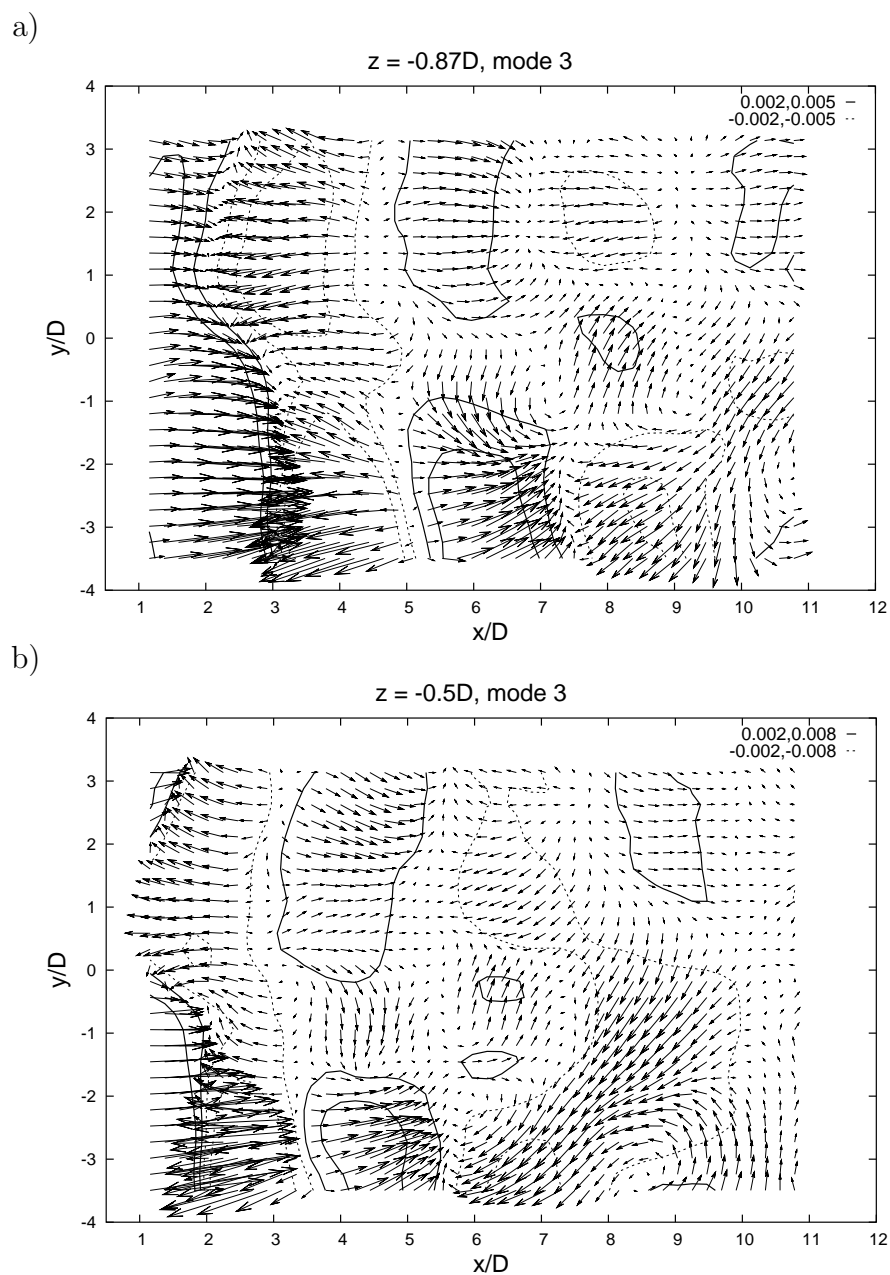 a)
z = -0.87D, mode 3
0.002,0.005
-0.002,-0.005
4
3
2
1
0
-1
-2
-3
-4
y/D
1 2 3 4 5 6 7 8 9 10 11 12
x/D
b)
z = -0.5D, mode 3
0.002,0.008
-0.002,-0.008
4
3
2
1
0
-1
-2
-3
-4
y/D
1 2 3 4 5 6 7 8 9 10 11 12
x/D